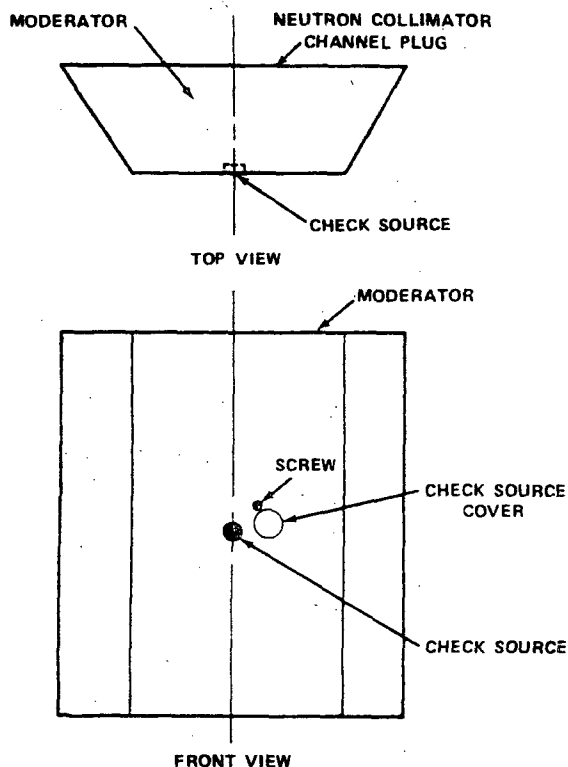 MODERATOR
NEUTRON COLLIMATOR
CHANNEL PLUG
CHECK SOURCE
TOP VIEW
MODERATOR
SCREW
CHECK SOURCE
COVER
CHECK SOURCE
FRONT VIEW